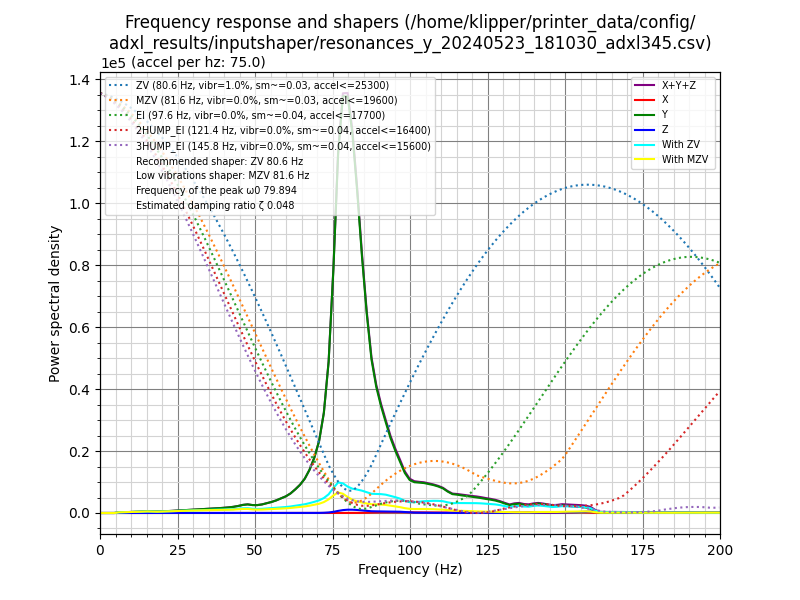 Frequency response and shapers (/home/klipper/printer_data/config/
adxl_results/inputshaper/resonances_y_20240523_181030_adxl345.csv)
1e5 (accel per hz: 75.0)
ZV (80.6 Hz, vibr=1.0%, sm~=0.03, accel<=25300)
MZV (81.6 Hz, vibr=0.0%, sm~=0.03, accel<=19600)
EI (97.6 Hz, vibr=0.0%, sm~=0.04, accel<=17700)
2HUMP_EI (121.4 Hz, vibr=0.0%, sm~=0.04, accel<=16400)
3HUMP_EI (145.8 Hz, vibr=0.0%, sm~=0.04, accel<=15600)
Recommended shaper: ZV 80.6 Hz
Low vibrations shaper: MZV 81.6 Hz
Frequency of the peak ω0 79.894
Estimated damping ratio ζ 0.048
X+Y+Z
X
Y
Z
With ZV
With MZV
Power spectral density
1.4
1.2
1.0
0.8
0.6
0.4
0.2
0.0
0 25 50 75 100 125 150 175 200
Frequency (Hz)